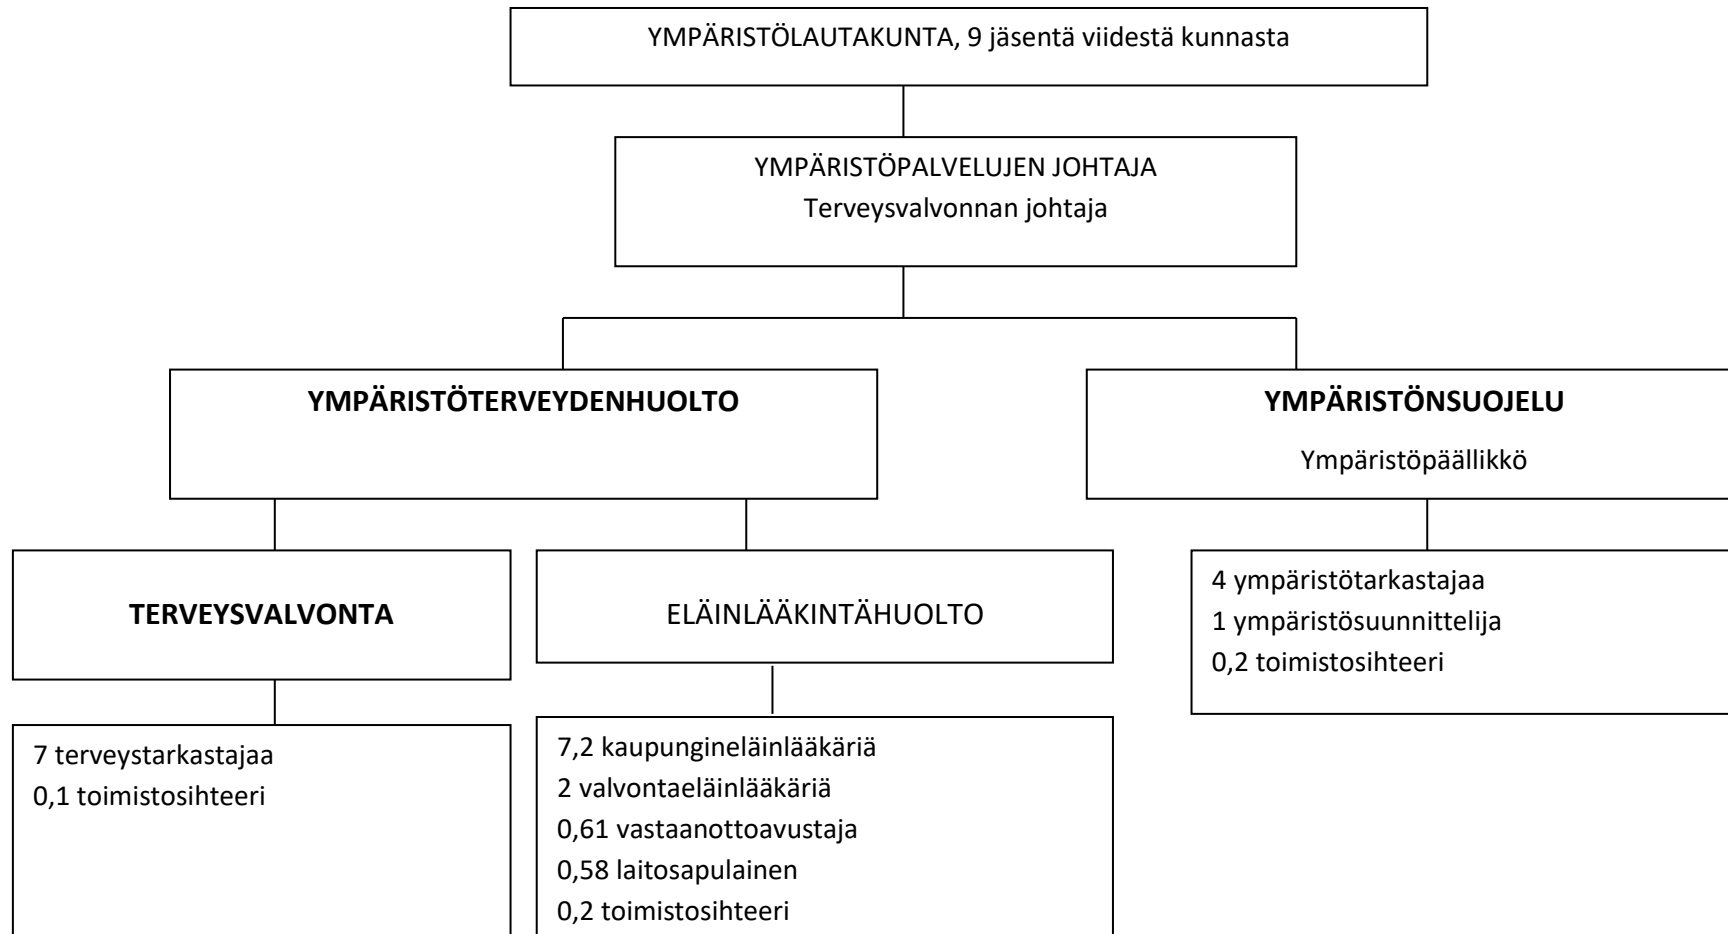 YMPÄRISTÖLAUTAKUNTA, 9 jäsentä viidestä kunnasta
YMPÄRISTÖPALVELUJEN JOHTAJA
Terveysvalvonnan johtaja
YMPÄRISTÖTERVEYDENHUOLTO
YMPÄRISTÖNSUOJELU
Ympäristöpäällikkö
TERVEYSVALVONTA
ELÄINLÄÄKINTÄHUOLTO
4 ympäristötarkastajaa
1 ympäristösuunnittelija
0,2 toimistosihteeri
7 terveystarkastajaa
0,1 toimistosihteeri
7,2 kaupungineläinlääkäriä
2 valvontaeläinlääkäriä
0,61 vastaanottoavustaja
0,58 laitosapulainen
0,2 toimistosihteeri